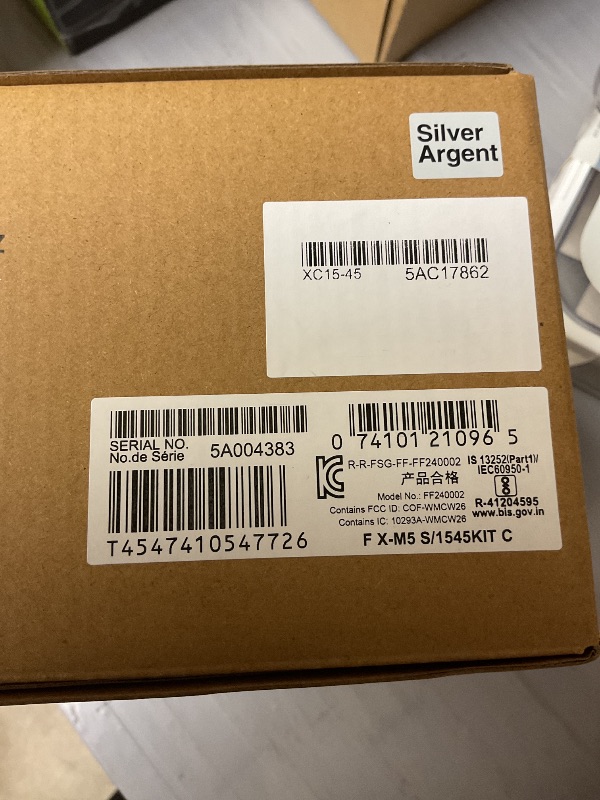 Silver
Argent
XC15-45 5AC17862
SERIAL NO.
No.de Série 5A004383
T4547410547726
0 74101 21096 5
R-R-FSG-FF-FF240002
产品合格
Model No.: FF240002
Contains FCC ID: COF-WMCW26
Contains IC: 10293A-WMCW26
IS 13252(Part1)/
IEC60950-1
R-41204595
www.bis.gov.in
F X-M5 S/1545KIT C